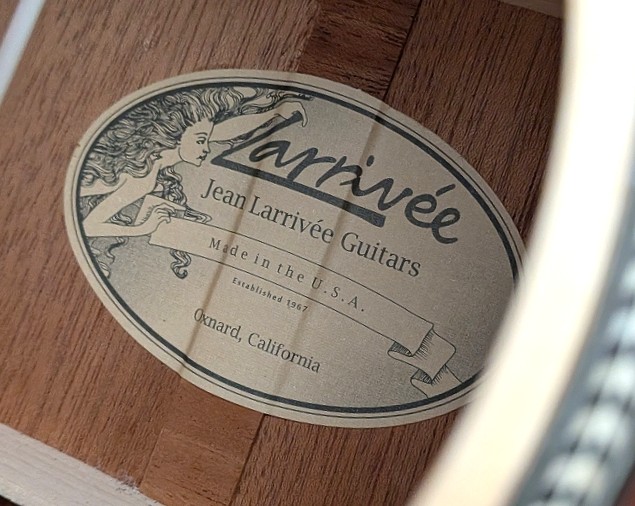 Larrivée
Jean Larrivée Guitars
Made in the U.S.A.
Established 1967
Oxnard, California